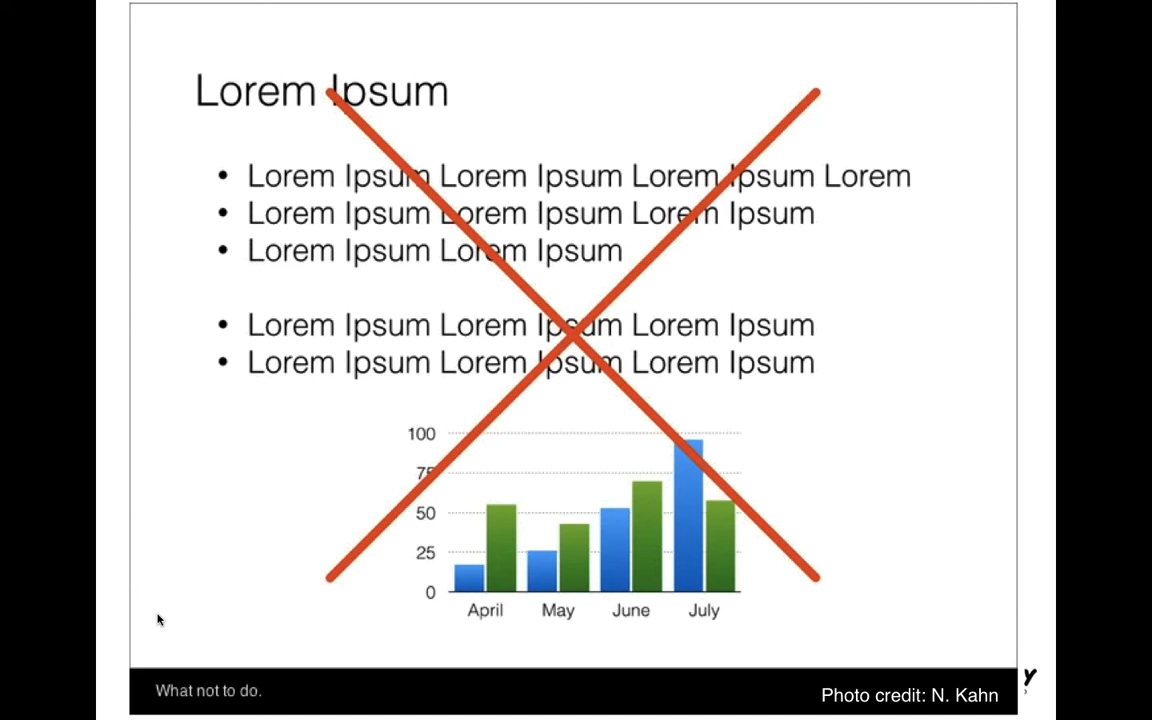 Lorem Ipsum
• Lorem Ipsum Lorem Ipsum Lorem Ipsum Lorem
• Lorem Ipsum Lorem Ipsum Lorem Ipsum
• Lorem Ipsum Lorem Ipsum
• Lorem Ipsum Lorem Ipsum Lorem Ipsum
• Lorem Ipsum Lorem Ipsum Lorem Ipsum
100
75
50
25
0
April May June July
What not to do.
Photo credit: N. Kahn